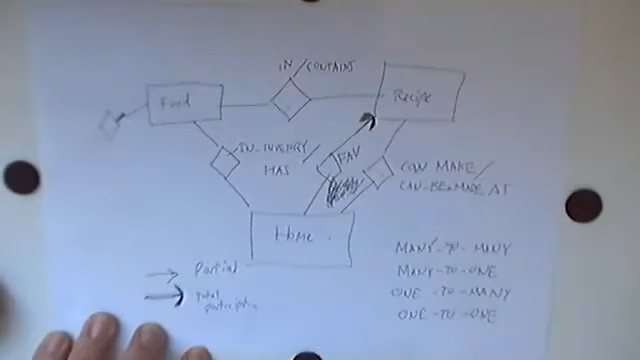 IN/CONTAINS
Food
Recipe
IN-INVENTORY/
HAS
FAV
CAN MAKE/
CAN-BE-MADE AT
Home
Partial
total
participation
MANY-TO-MANY
MANY-TO-ONE
ONE-TO-MANY
ONE-TO-ONE